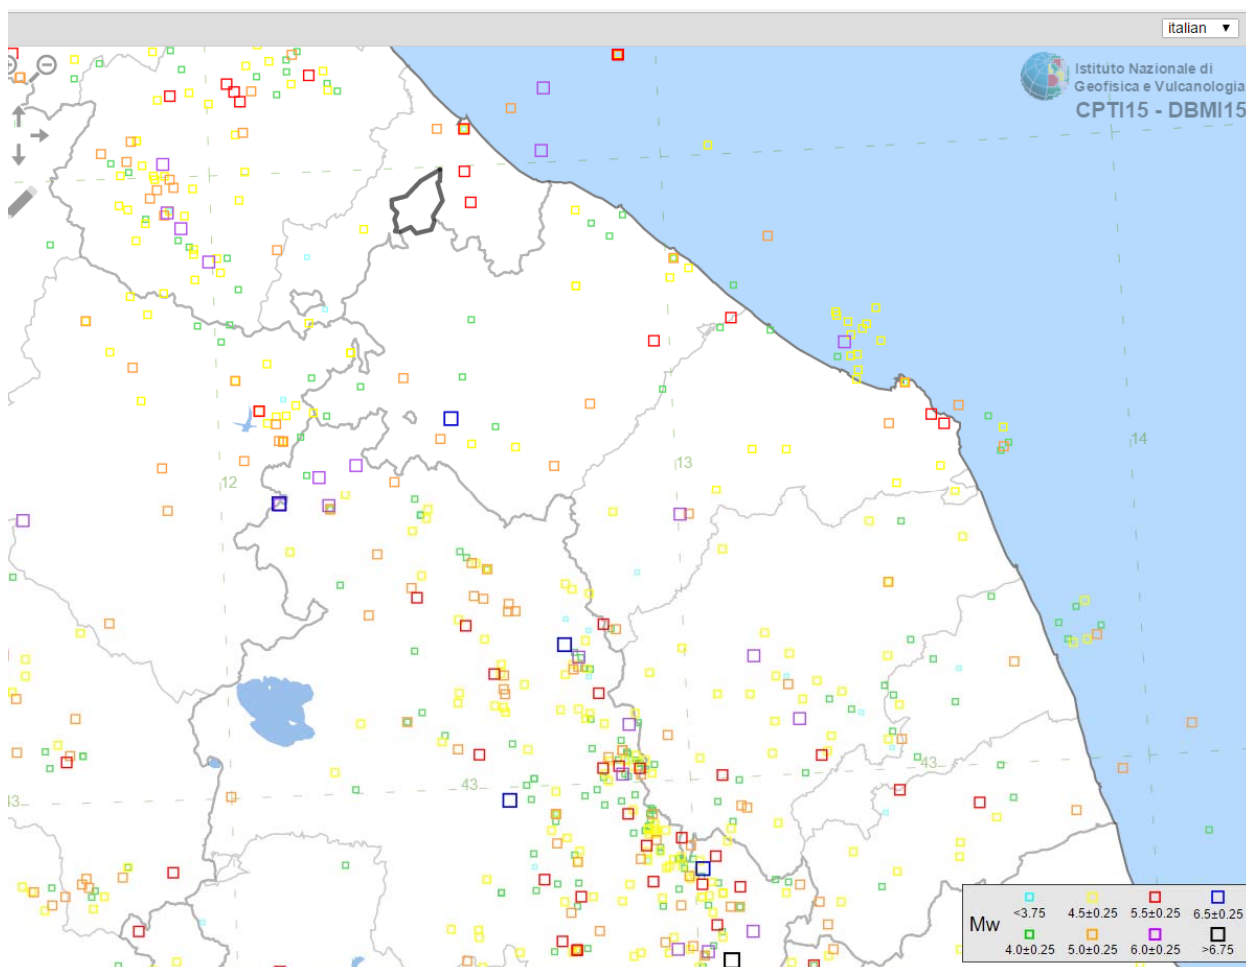 italian ▼
Istituto Nazionale di
Geofisica e Vulcanologia
CPTI15 - DBMI15
14
13
12
43
43
43
Mw
<3.75
4.5±0.25
5.5±0.25
6.5±0.25
4.0±0.25
5.0±0.25
6.0±0.25
>6.75